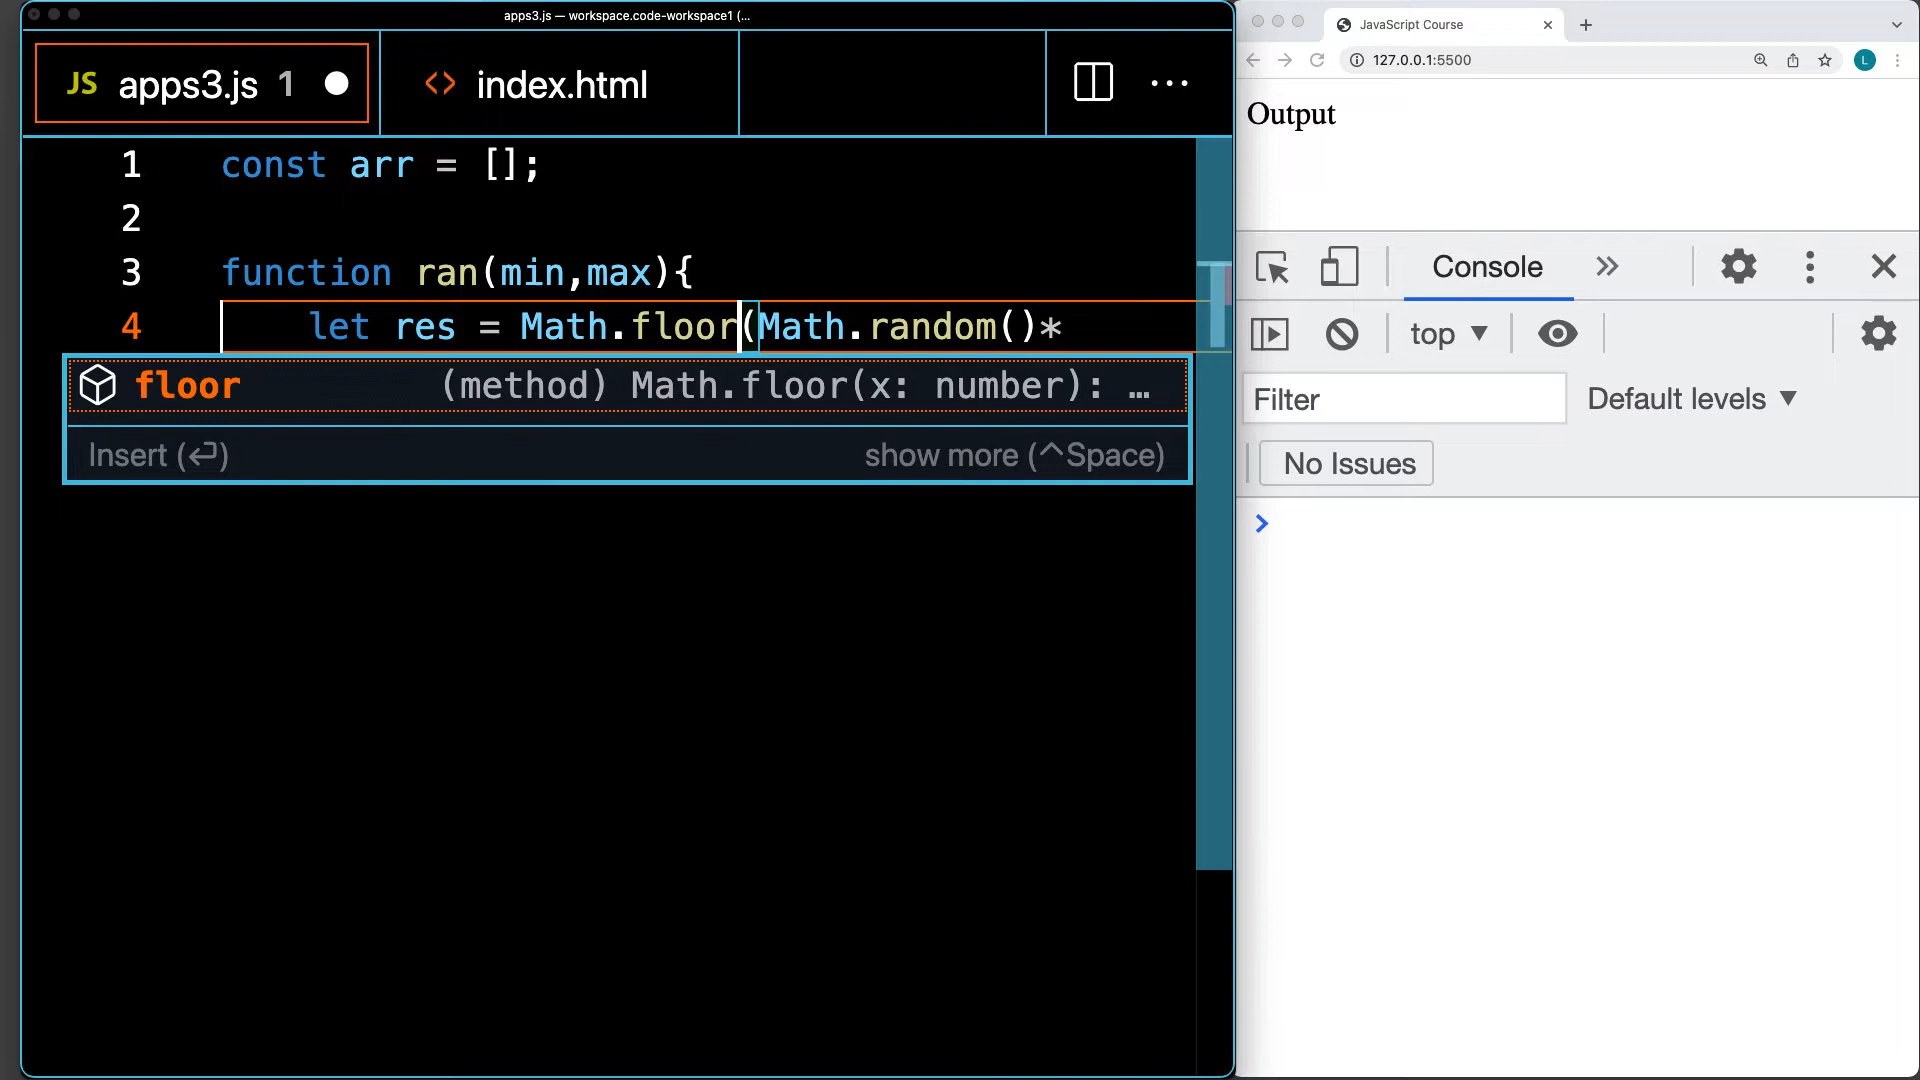 apps3.js — workspace.code-workspace1 (...
JS apps3.js 1
<> index.html
1 const arr = [];
2
3 function ran(min,max){
4 let res = Math.floor(Math.random()*
floor (method) Math.floor(x: number): …
Insert (⏎) show more (^Space)
JavaScript Course
127.0.0.1:5500
L
Output
Console
top
Filter
Default levels
No Issues